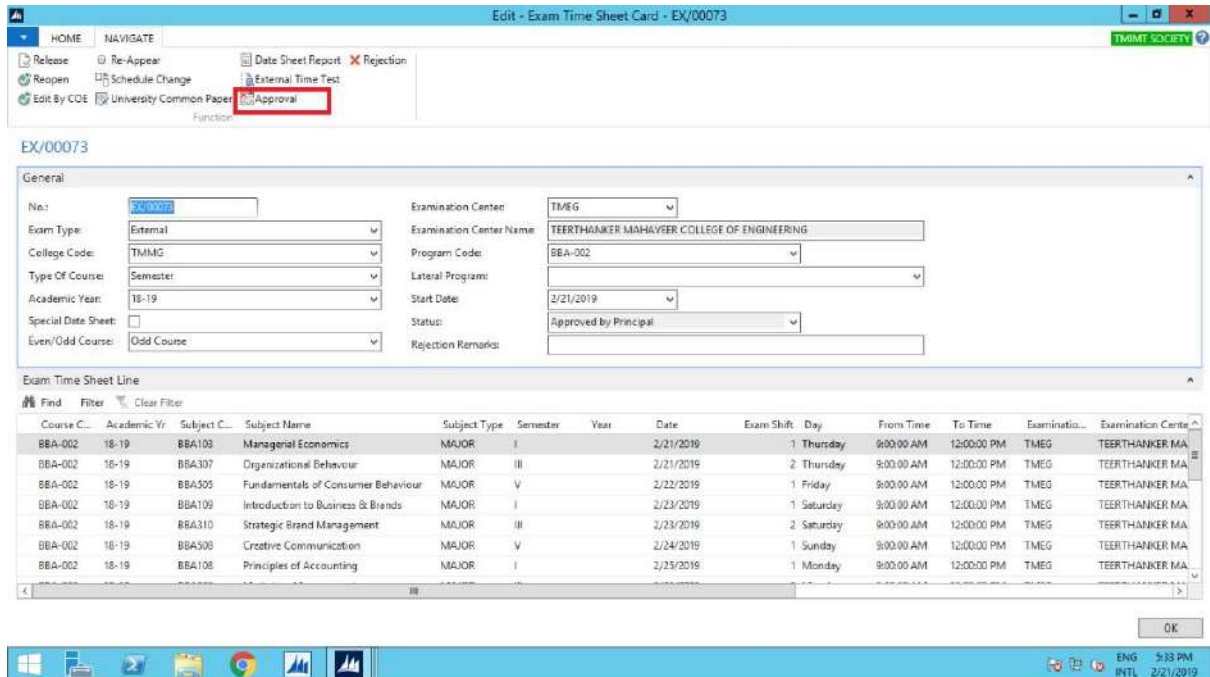 Edit - Exam Time Sheet Card - EX/00073
HOME NAVIGATE TMIMT SOCIETY
Release Re-Appear Date Sheet Report Rejection
Reopen Schedule Change External Time Test
Edit By COE University Common Paper Approval
Function
EX/00073
General
No.: EX/00073 Examination Center: TMEG
Exam Type: External Examination Center Name: TEERTHANKER MAHAVEER COLLEGE OF ENGINEERING
College Code: TMMG Program Code: BBA-002
Type Of Course: Semester Lateral Program:
Academic Year: 18-19 Start Date: 2/21/2019
Special Date Sheet: Status: Approved by Principal
Even/Odd Course: Odd Course Rejection Remarks:
Exam Time Sheet Line
Find Filter Clear Filter
Course C... Academic Yr Subject C... Subject Name Subject Type Semester Year Date Exam Shift Day From Time To Time Examinatio... Examination Cente
BBA-002 18-19 BBA103 Managerial Economics MAJOR I 2/21/2019 1 Thursday 9:00:00 AM 12:00:00 PM TMEG TEERTHANKER MA
BBA-002 18-19 BBA307 Organizational Behavour MAJOR III 2/21/2019 2 Thursday 9:00:00 AM 12:00:00 PM TMEG TEERTHANKER MA
BBA-002 18-19 BBA505 Fundamentals of Consumer Behaviour MAJOR V 2/22/2019 1 Friday 9:00:00 AM 12:00:00 PM TMEG TEERTHANKER MA
BBA-002 18-19 BBA109 Introduction to Business & Brands MAJOR I 2/23/2019 1 Saturday 9:00:00 AM 12:00:00 PM TMEG TEERTHANKER MA
BBA-002 18-19 BBA310 Strategic Brand Management MAJOR III 2/23/2019 2 Saturday 9:00:00 AM 12:00:00 PM TMEG TEERTHANKER MA
BBA-002 18-19 BBA508 Creative Communication MAJOR V 2/24/2019 1 Sunday 9:00:00 AM 12:00:00 PM TMEG TEERTHANKER MA
BBA-002 18-19 BBA108 Principles of Accounting MAJOR I 2/25/2019 1 Monday 9:00:00 AM 12:00:00 PM TMEG TEERTHANKER MA
OK
ENG 5:33 PM
INTL 2/21/2019